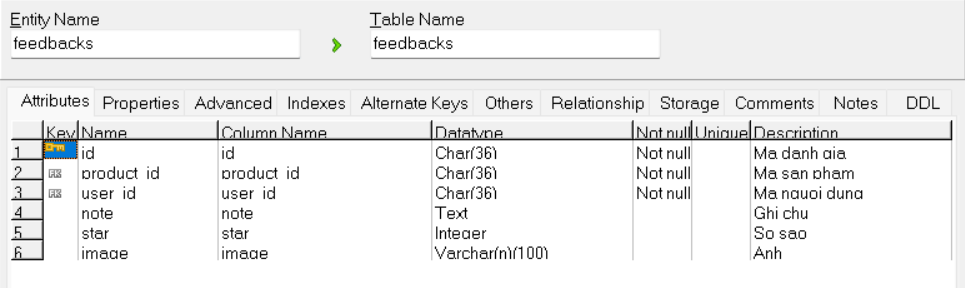 Entity Name Table Name
feedbacks feedbacks
Attributes Properties Advanced Indexes Alternate Keys Others Relationship Storage Comments Notes DDL
Key Name Column Name Datatype Not null Unique Description
1 id id Char(36) Not null Ma danh gia
2 FK product_id product_id Char(36) Not null Ma san pham
3 FK user_id user_id Char(36) Not null Ma nguoi dung
4 note note Text Ghi chu
5 star star Integer So sao
6 image image Varchar(n)(100) Anh